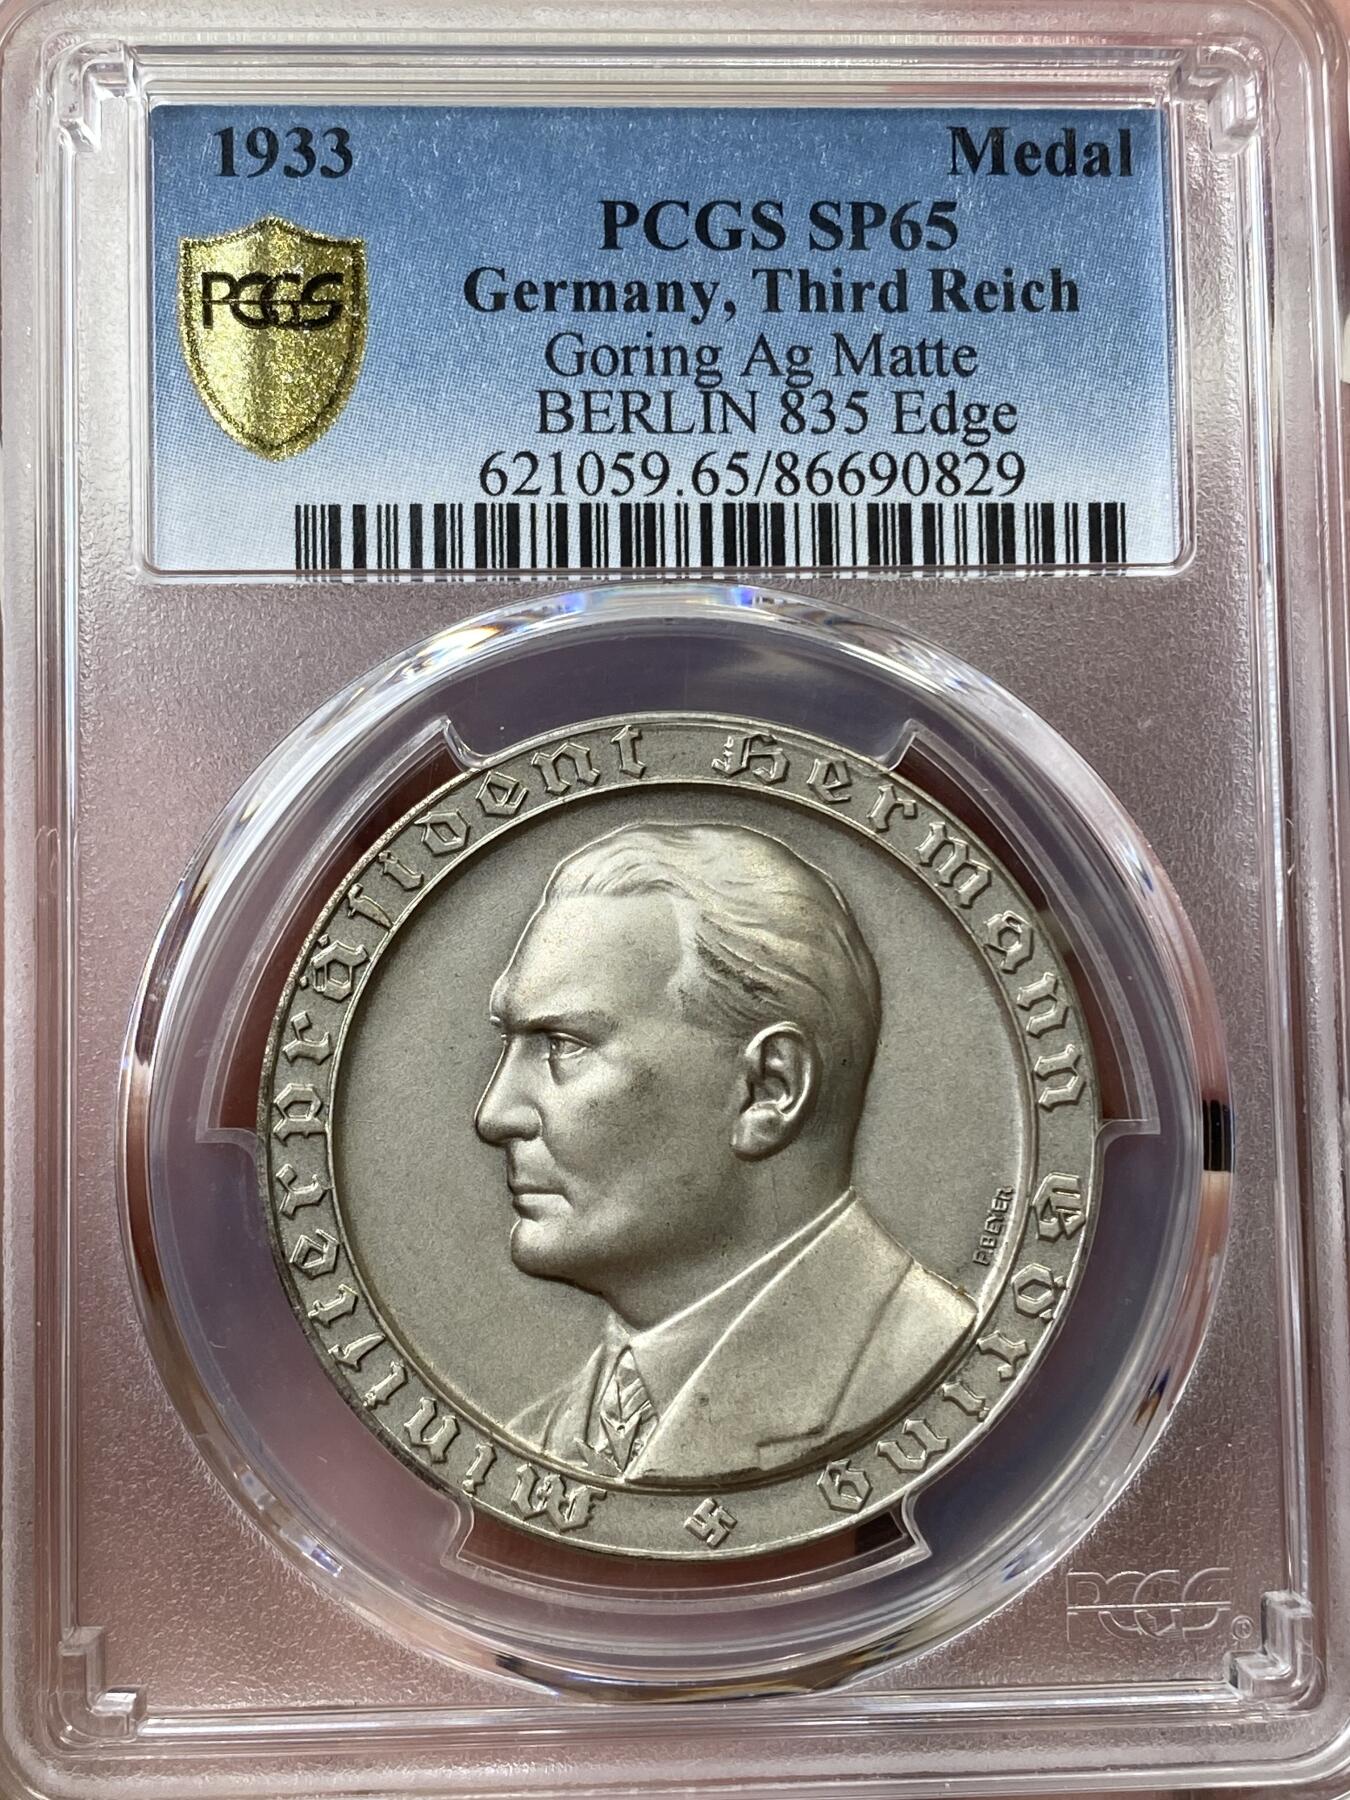 1933
Medal
PCGS SP65
PCGS
Germany, Third Reich
Goring Ag Matte
BERLIN 835 Edge
621059.65/86690829
Miniſterpräſident Hermann Göring
F.BEYER
PCGS